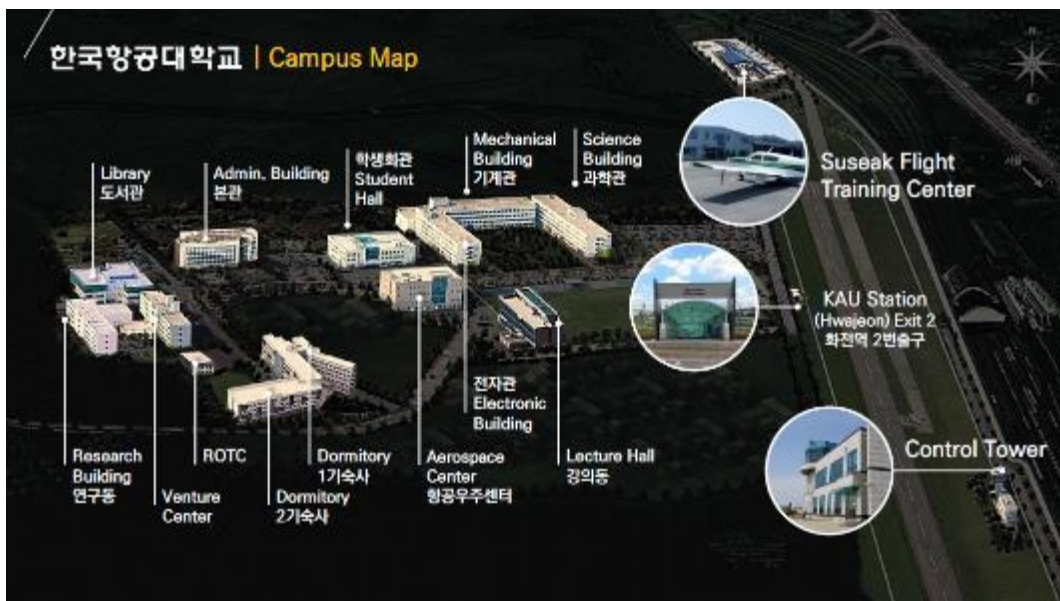 한국항공대학교 | Campus Map
Library
도서관
Admin. Building
본관
학생회관
Student
Hall
Mechanical
Building
기계관
Science
Building
과학관
Suseak Flight
Training Center
KAU Station
(Hwajeon) Exit 2
화전역 2번출구
전자관
Electronic
Building
Research
Building
연구동
Venture
Center
ROTC
Dormitory
2기숙사
Dormitory
1기숙사
Aerospace
Center
항공우주센터
Lecture Hall
강의동
Control Tower